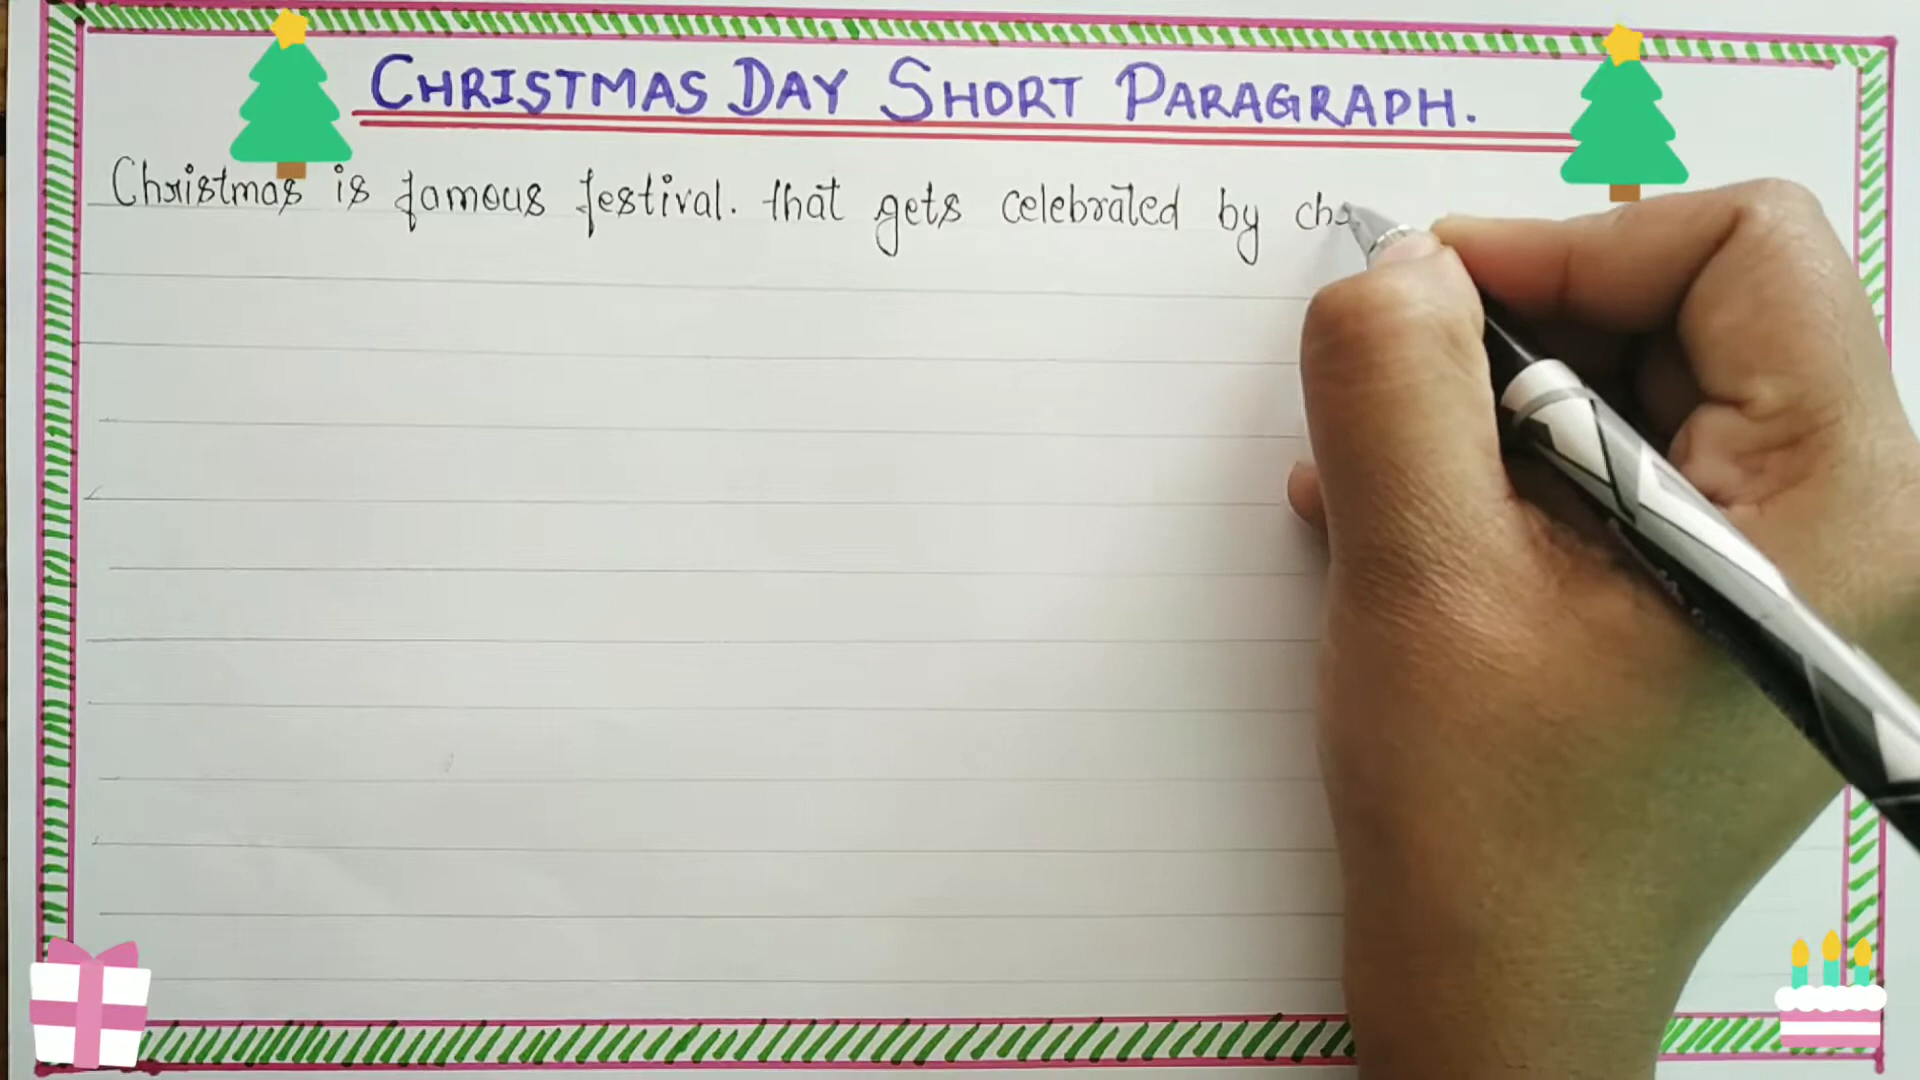 CHRISTMAS DAY SHORT PARAGRAPH.
Christmas is famous festival. that gets celebrated by